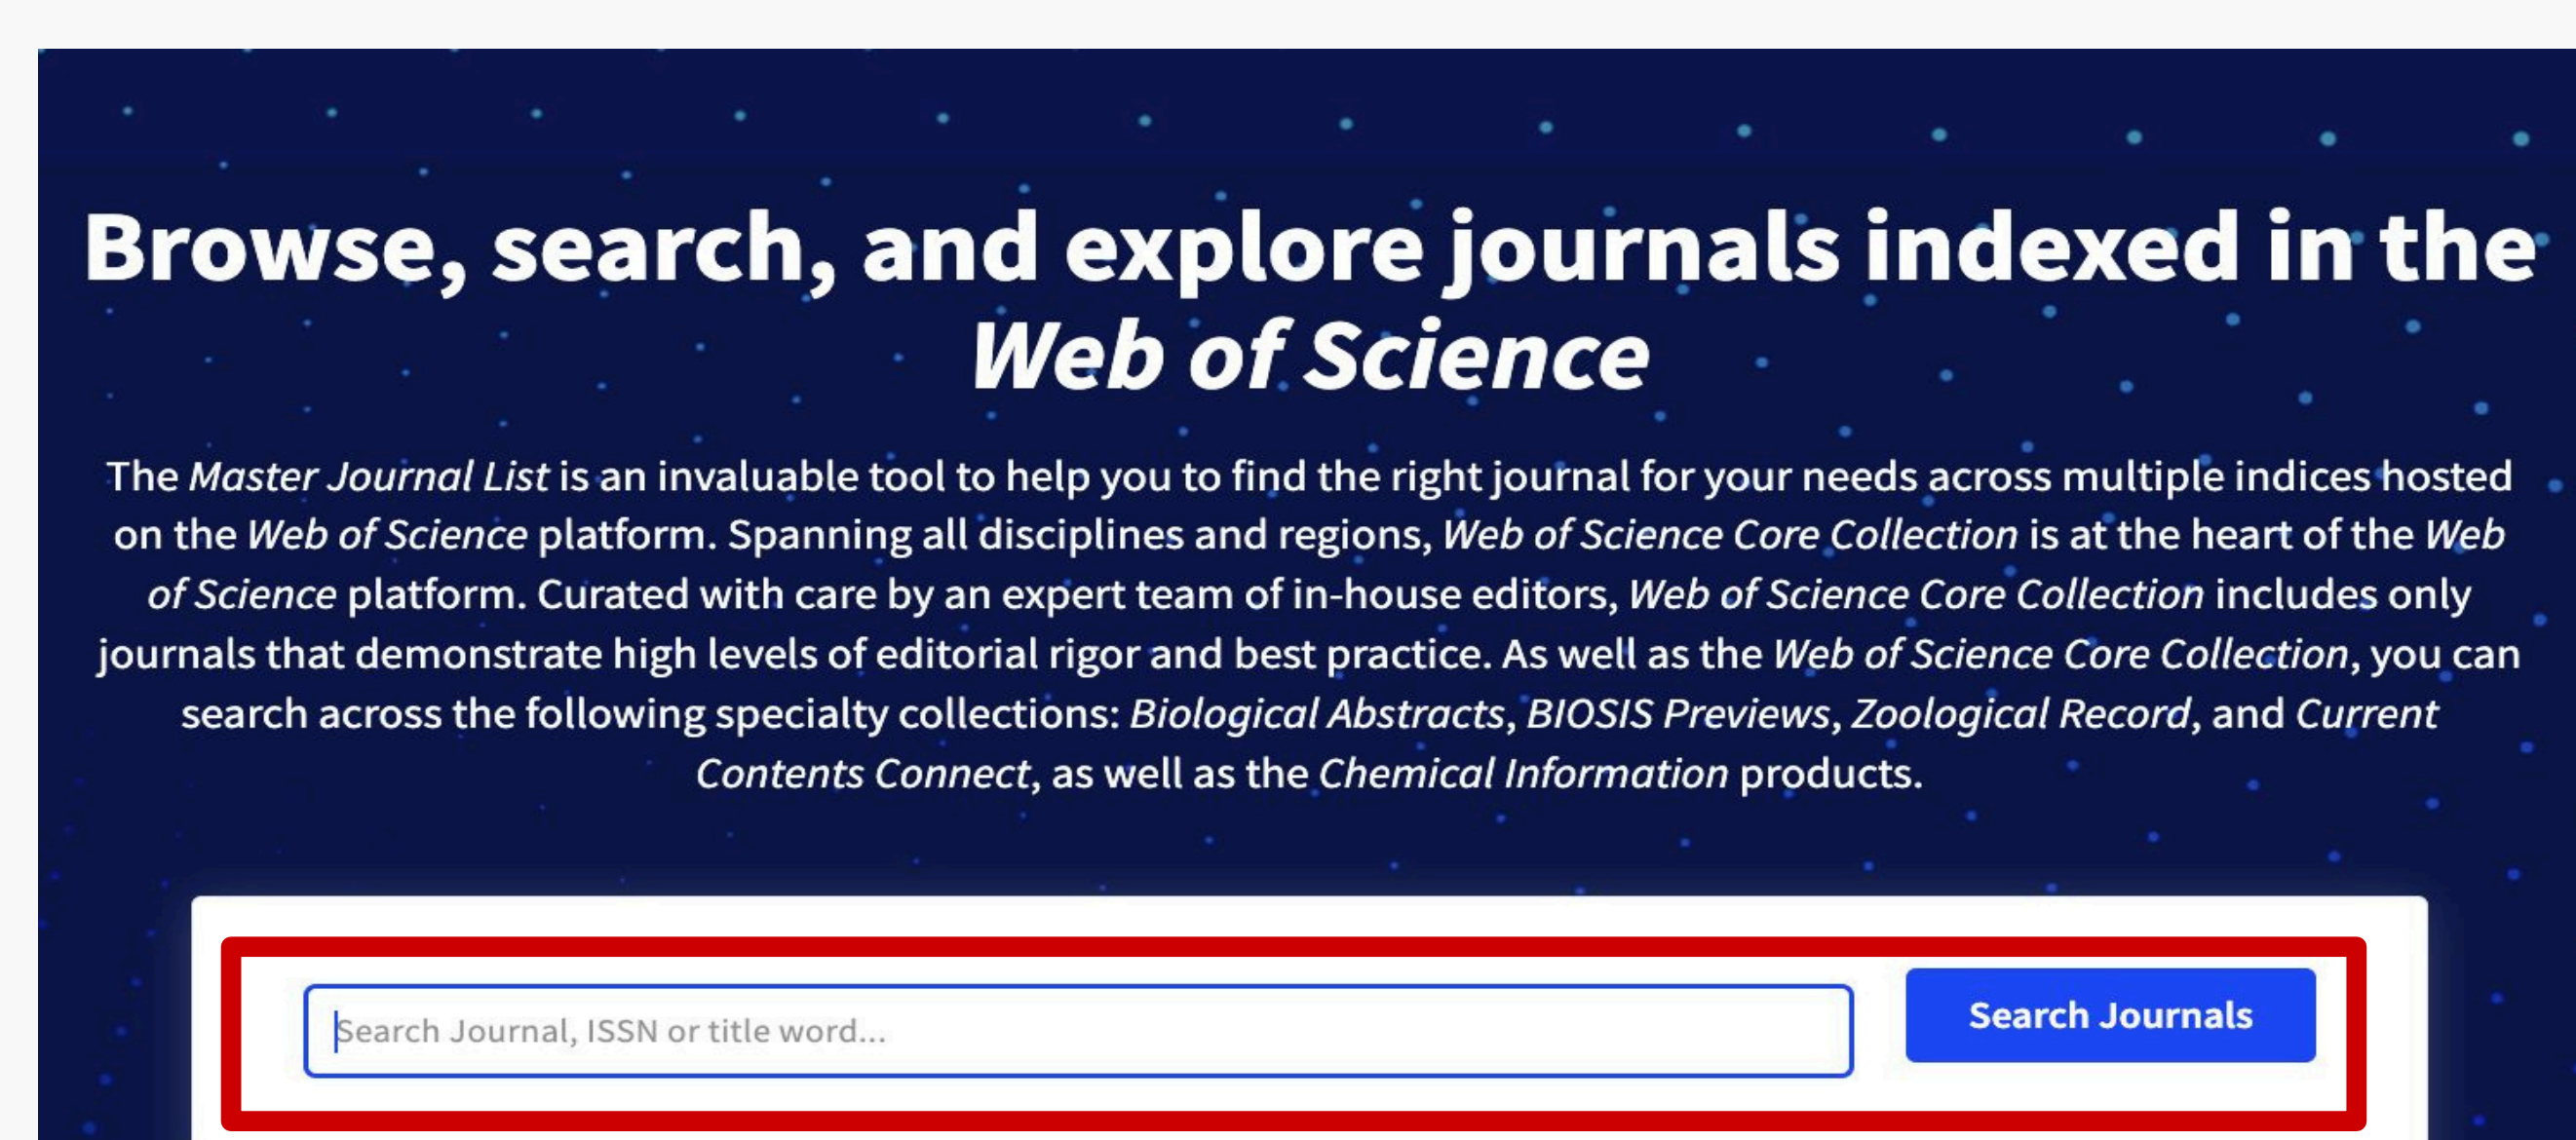 Browse, search, and explore journals indexed in the
Web of Science
The Master Journal List is an invaluable tool to help you to find the right journal for your needs across multiple indices hosted
on the Web of Science platform. Spanning all disciplines and regions, Web of Science Core Collection is at the heart of the Web
of Science platform. Curated with care by an expert team of in-house editors, Web of Science Core Collection includes only
journals that demonstrate high levels of editorial rigor and best practice. As well as the Web of Science Core Collection, you can
search across the following specialty collections: Biological Abstracts, BIOSIS Previews, Zoological Record, and Current
Contents Connect, as well as the Chemical Information products.
Search Journal, ISSN or title word...
Search Journals